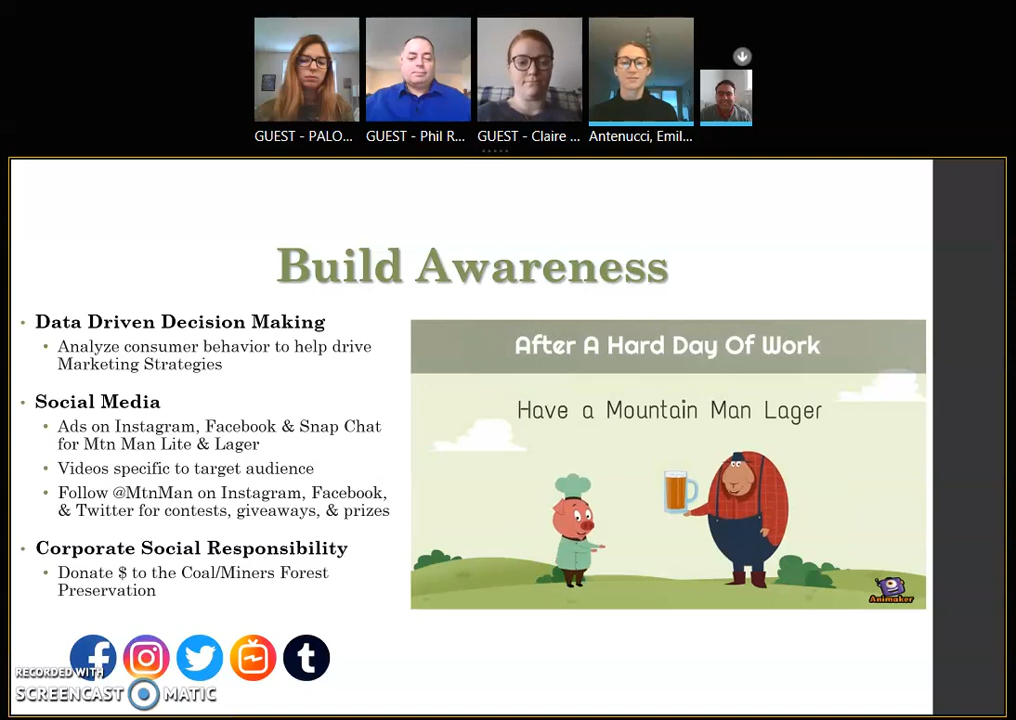 GUEST - PALO...
GUEST - Phil R...
GUEST - Claire ...
Antenucci, Emil...
Build Awareness
• Data Driven Decision Making
• Analyze consumer behavior to help drive
Marketing Strategies
• Social Media
• Ads on Instagram, Facebook & Snap Chat
for Mtn Man Lite & Lager
• Videos specific to target audience
• Follow @MtnMan on Instagram, Facebook,
& Twitter for contests, giveaways, & prizes
• Corporate Social Responsibility
• Donate $ to the Coal/Miners Forest
Preservation
After A Hard Day Of Work
Have a Mountain Man Lager
Animaker
RECORDED WITH
SCREENCAST MATIC